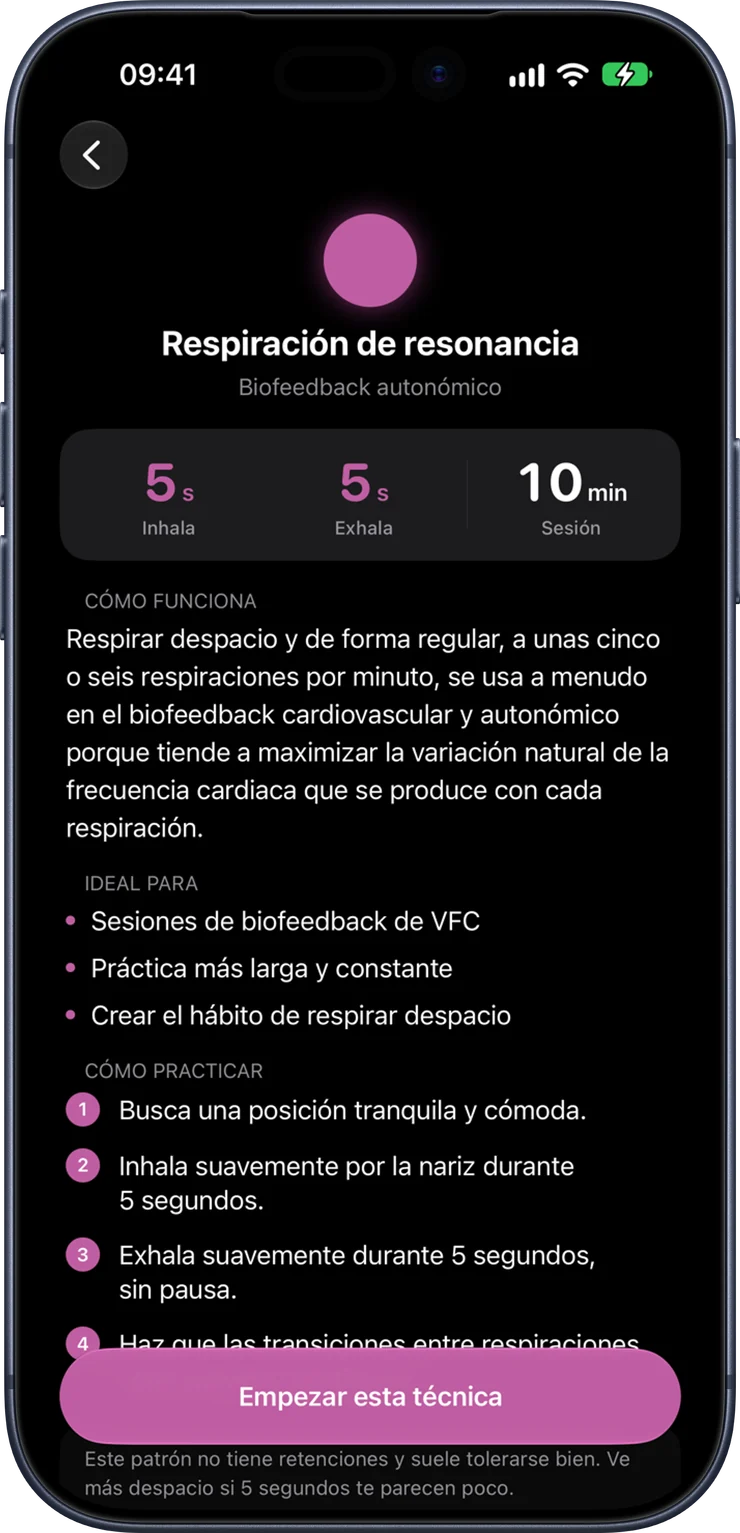 09:41
Respiración de resonancia
Biofeedback autonómico
5 s 5 s 10 min
Inhala Exhala Sesión
CÓMO FUNCIONA
Respirar despacio y de forma regular, a unas cinco
o seis respiraciones por minuto, se usa a menudo
en el biofeedback cardiovascular y autonómico
porque tiende a maximizar la variación natural de la
frecuencia cardiaca que se produce con cada
respiración.
IDEAL PARA
• Sesiones de biofeedback de VFC
• Práctica más larga y constante
• Crear el hábito de respirar despacio
CÓMO PRACTICAR
1 Busca una posición tranquila y cómoda.
2 Inhala suavemente por la nariz durante
5 segundos.
3 Exhala suavemente durante 5 segundos,
sin pausa.
4 Haz que las transiciones entre respiraciones
Empezar esta técnica
Este patrón no tiene retenciones y suele tolerarse bien. Ve
más despacio si 5 segundos te parecen poco.